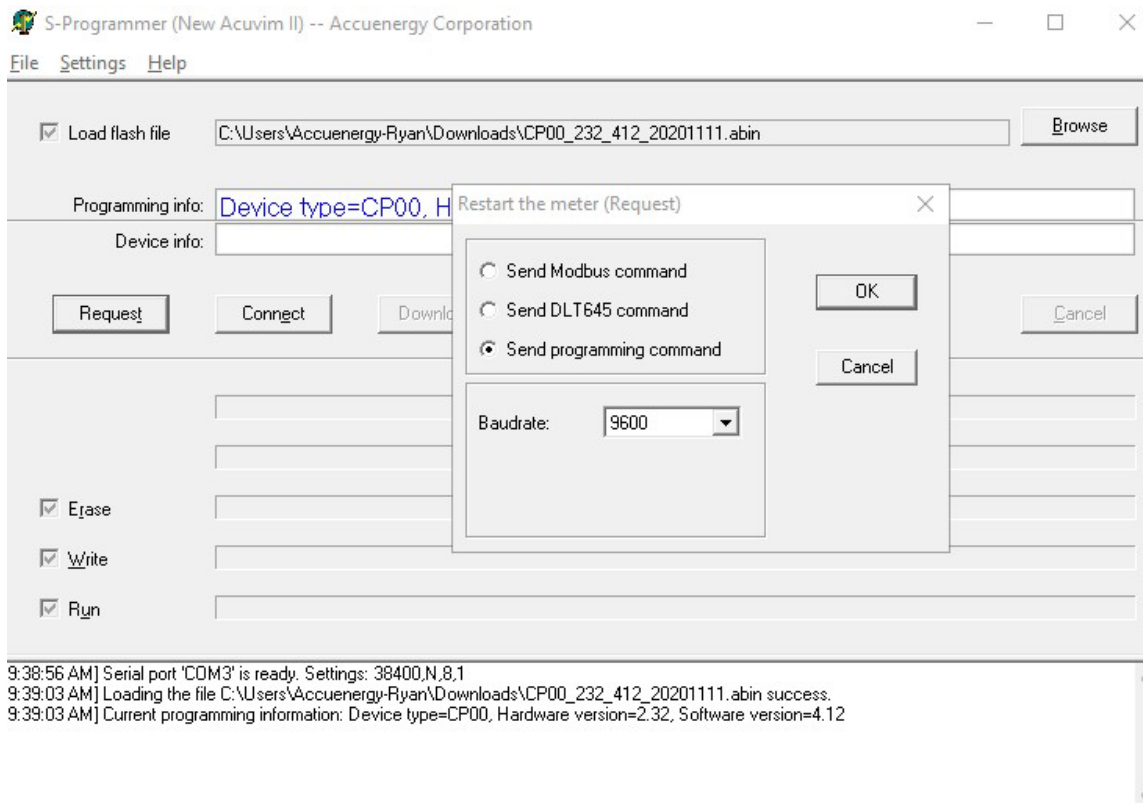 S-Programmer (New Acuvim II) -- Accuenergy Corporation
File Settings Help
Load flash file C:\Users\Accuenergy-Ryan\Downloads\CP00_232_412_20201111.abin Browse
Programming info: Device type=CP00, H
Device info:
Request Connect Downlo Cancel
Restart the meter (Request)
Send Modbus command
Send DLT645 command
Send programming command
OK
Cancel
Baudrate: 9600
Erase
Write
Run
9:38:56 AM] Serial port 'COM3' is ready. Settings: 38400,N,8,1
9:39:03 AM] Loading the file C:\Users\Accuenergy-Ryan\Downloads\CP00_232_412_20201111.abin success.
9:39:03 AM] Current programming information: Device type=CP00, Hardware version=2.32, Software version=4.12